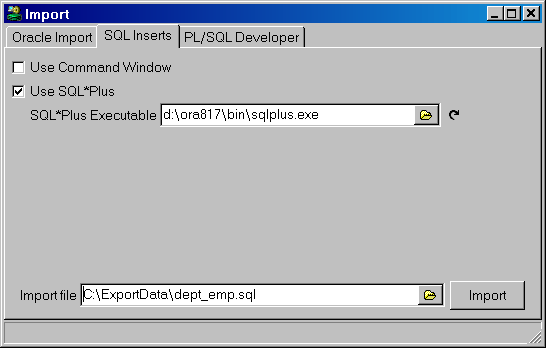 Import
Oracle Import SQL Inserts PL/SQL Developer
Use Command Window
Use SQL*Plus
SQL*Plus Executable d:\ora817\bin\sqlplus.exe
Import file C:\ExportData\dept_emp.sql Import